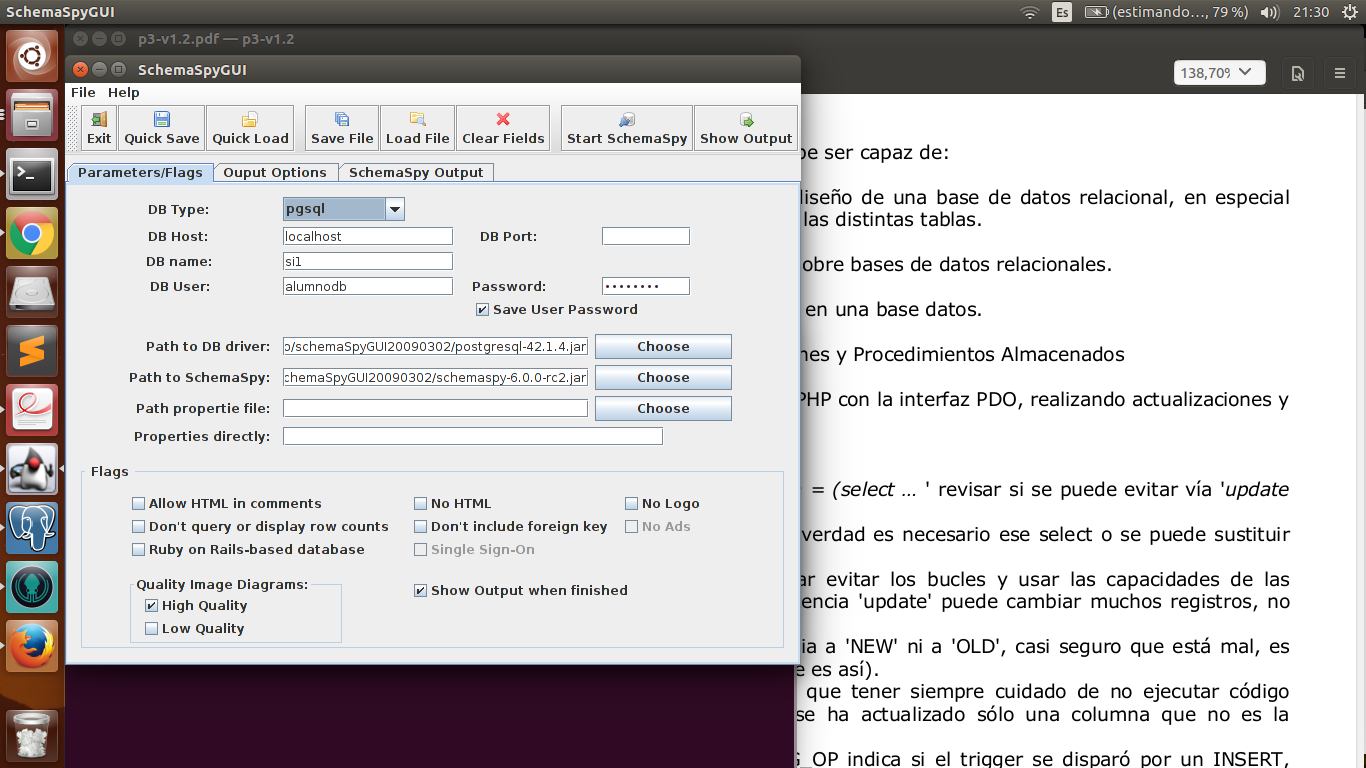 SchemaSpyGUI
Es
(estimando..., 79 %)
21:30
p3-v1.2.pdf — p3-v1.2
SchemaSpyGUI
138,70%
File Help
Exit
Quick Save
Quick Load
Save File
Load File
Clear Fields
Start SchemaSpy
Show Output
Parameters/Flags
Ouput Options
SchemaSpy Output
DB Type:
pgsql
DB Host:
localhost
DB Port:
DB name:
si1
DB User:
alumnodb
Password:
••••••••
Save User Password
Path to DB driver:
o/schemaSpyGUI20090302/postgresql-42.1.4.jar
Choose
Path to SchemaSpy:
chemaSpyGUI20090302/schemaspy-6.0.0-rc2.jar
Choose
Path propertie file:
Choose
Properties directly:
Flags
Allow HTML in comments
No HTML
No Logo
Don't query or display row counts
Don't include foreign key
No Ads
Ruby on Rails-based database
Single Sign-On
Quality Image Diagrams:
High Quality
Low Quality
Show Output when finished
be ser capaz de:
diseño de una base de datos relacional, en especial
las distintas tablas.
obre bases de datos relacionales.
en una base datos.
nes y Procedimientos Almacenados
PHP con la interfaz PDO, realizando actualizaciones y
= (select ... ' revisar si se puede evitar vía 'update
verdad es necesario ese select o se puede sustituir
ar evitar los bucles y usar las capacidades de las
encia 'update' puede cambiar muchos registros, no
ia a 'NEW' ni a 'OLD', casi seguro que está mal, es
e es así).
que tener siempre cuidado de no ejecutar código
se ha actualizado sólo una columna que no es la
G_OP indica si el trigger se disparó por un INSERT,